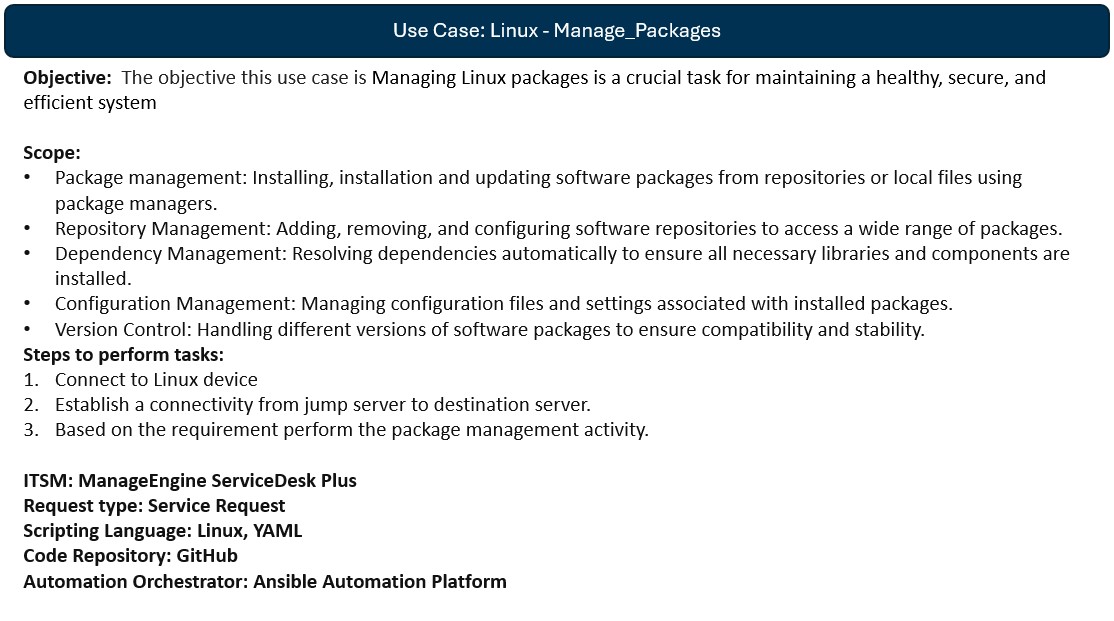 Use Case: Linux - Manage_Packages
Objective:  The objective this use case is Managing Linux packages is a crucial task for maintaining a healthy, secure, and
efficient system
Scope:
• Package management: Installing, installation and updating software packages from repositories or local files using
package managers.
• Repository Management: Adding, removing, and configuring software repositories to access a wide range of packages.
• Dependency Management: Resolving dependencies automatically to ensure all necessary libraries and components are
installed.
• Configuration Management: Managing configuration files and settings associated with installed packages.
• Version Control: Handling different versions of software packages to ensure compatibility and stability.
Steps to perform tasks:
1. Connect to Linux device
2. Establish a connectivity from jump server to destination server.
3. Based on the requirement perform the package management activity.
ITSM: ManageEngine ServiceDesk Plus
Request type: Service Request
Scripting Language: Linux, YAML
Code Repository: GitHub
Automation Orchestrator: Ansible Automation Platform